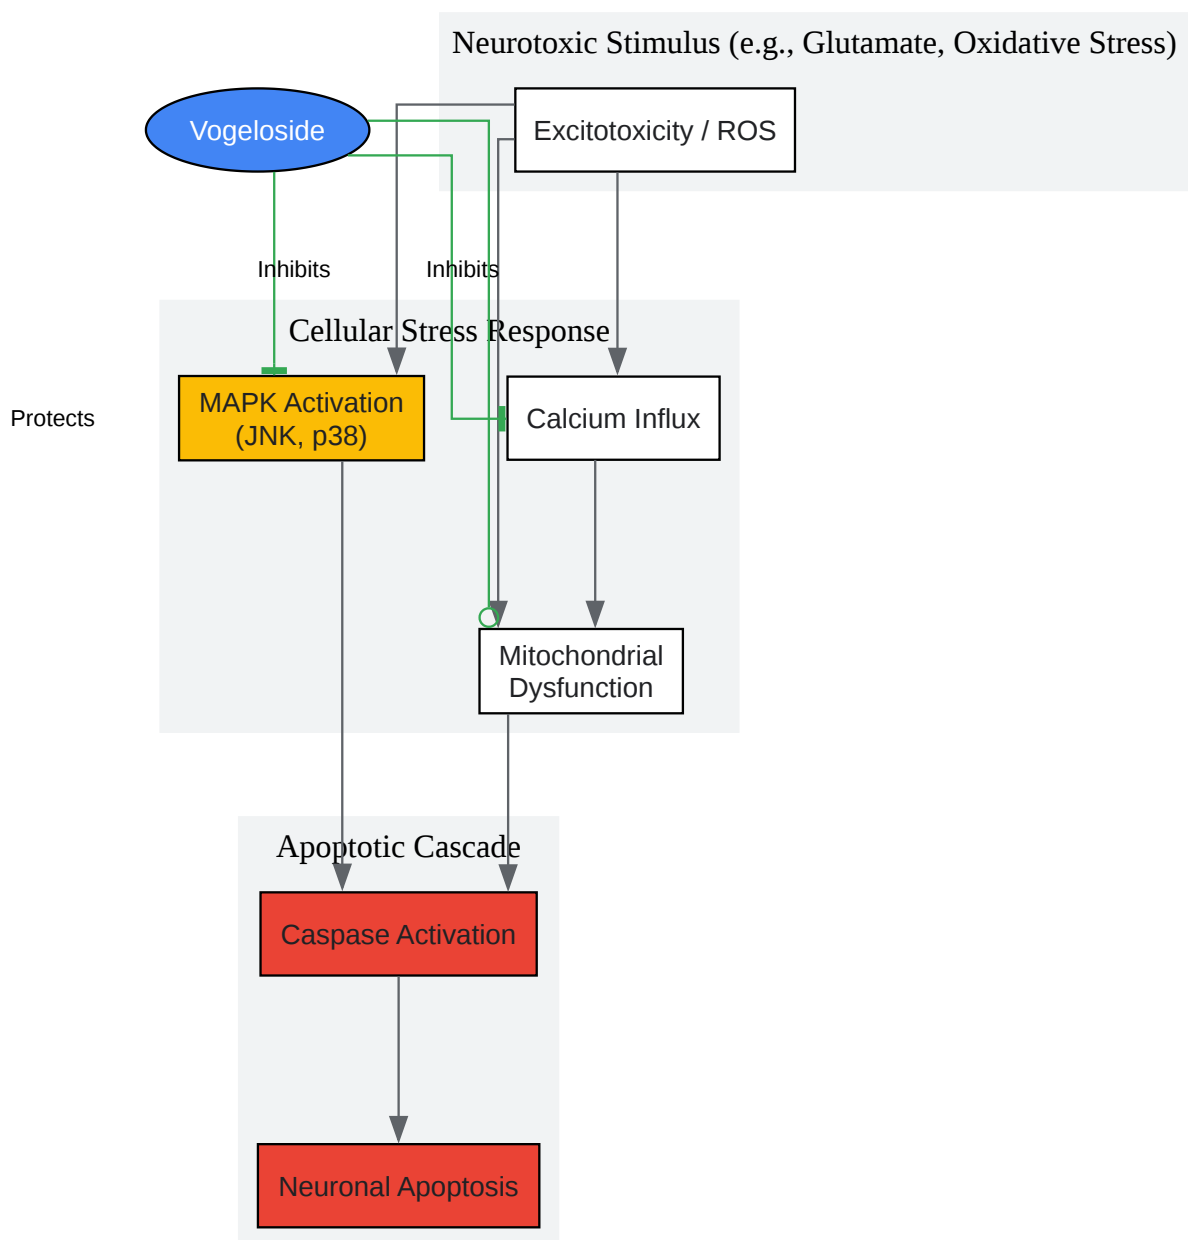 Neurotoxic Stimulus (e.g., Glutamate, Oxidative Stress)
Vogeloside
Excitotoxicity / ROS
Inhibits
Inhibits
Cellular Stress Response
MAPK Activation
(JNK, p38)
Protects
Calcium Influx
Mitochondrial
Dysfunction
Apoptotic Cascade
Caspase Activation
Neuronal Apoptosis